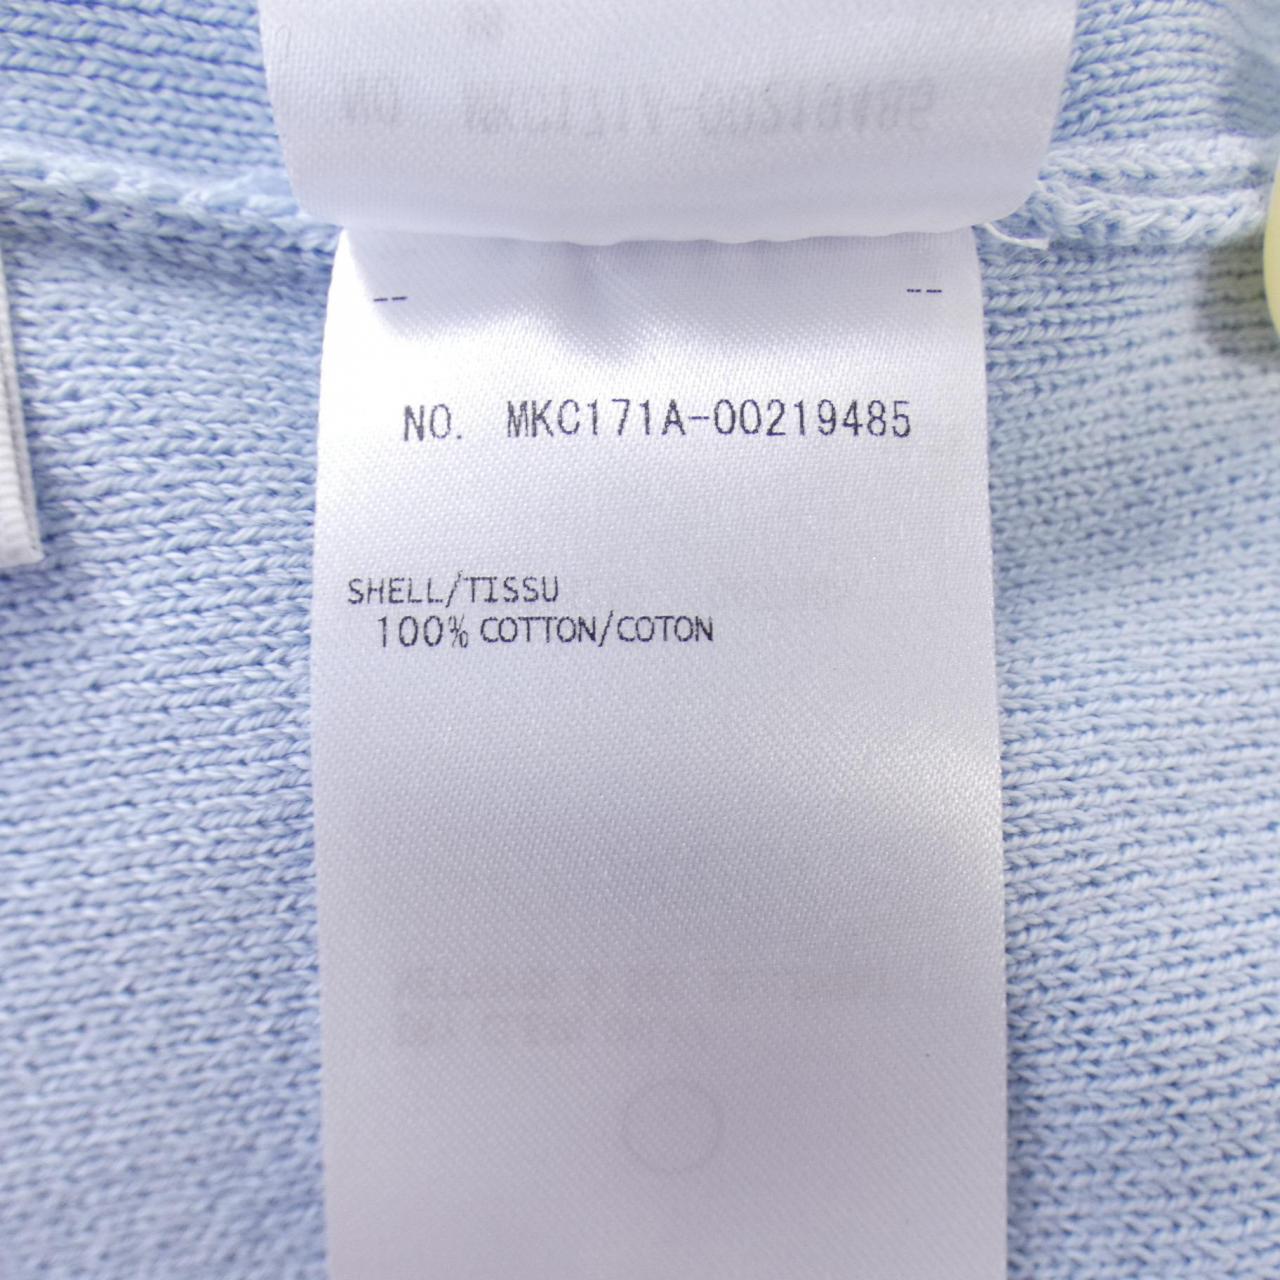 -- --
NO. MKC171A-00219485
SHELL/TISSU
100% COTTON/COTON